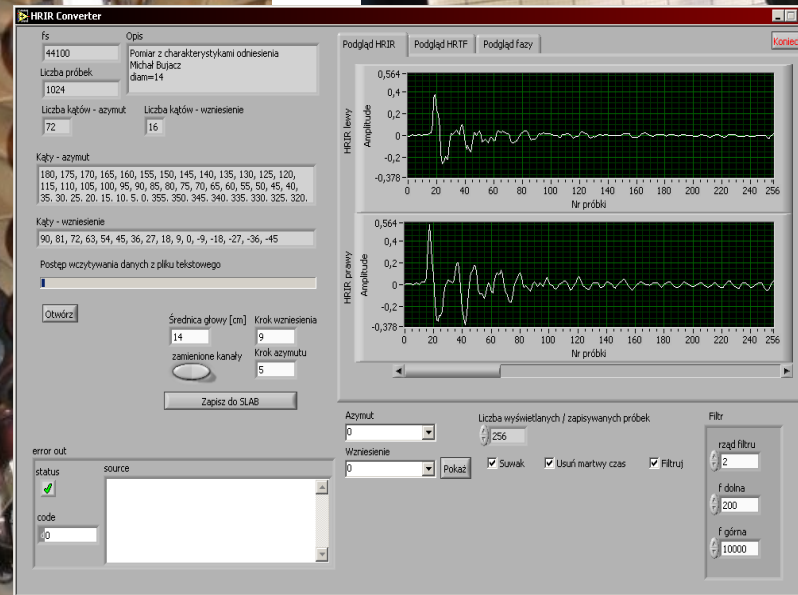 HRIR Converter
fs
44100
Opis
Pomiar z charakterystykami odniesienia
Michał Bujacz
diam=14
Liczba próbek
1024
Liczba kątów - azymut
72
Liczba kątów - wzniesienie
16
Kąty - azymut
180, 175, 170, 165, 160, 155, 150, 145, 140, 135, 130, 125, 120,
115, 110, 105, 100, 95, 90, 85, 80, 75, 70, 65, 60, 55, 50, 45, 40,
35, 30, 25, 20, 15, 10, 5, 0, 355, 350, 345, 340, 335, 330, 325, 320,
Kąty - wzniesienie
90, 81, 72, 63, 54, 45, 36, 27, 18, 9, 0, -9, -18, -27, -36, -45
Postęp wczytywania danych z pliku tekstowego
Otwórz
Średnica głowy [cm]
14
Krok wzniesienia
9
zamienione kanały
Krok azymutu
5
Zapisz do SLAB
error out
status
source
code
0
Podgląd HRIR
Podgląd HRTF
Podgląd fazy
Koniec
HRIR lewy
Amplitude
0,564
0,4
0,2
0
-0,2
-0,378
0 20 40 60 80 100 120 140 160 180 200 220 240 256
Nr próbki
HRIR prawy
Amplitude
0,564
0,4
0,2
0
-0,2
-0,378
0 20 40 60 80 100 120 140 160 180 200 220 240 256
Nr próbki
Azymut
0
Wzniesienie
0
Pokaż
Liczba wyświetlanych / zapisywanych próbek
256
Suwak
Usuń martwy czas
Filtruj
Filtr
rząd filtru
2
f dolna
200
f górna
10000